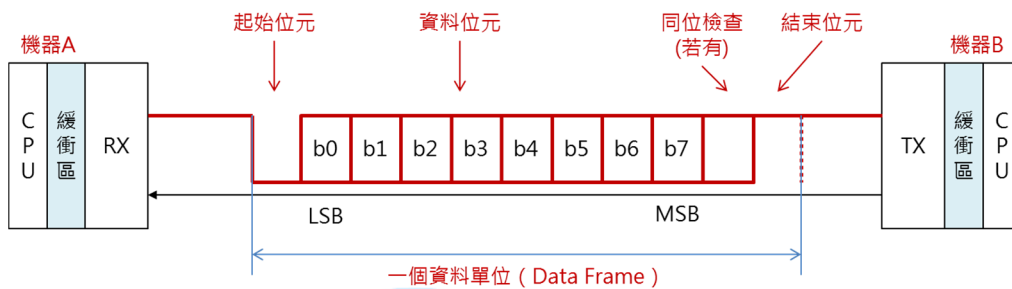 起始位元
資料位元
同位檢查
(若有)
結束位元
機器A
機器B
CPU
緩衝區
RX
b0
b1
b2
b3
b4
b5
b6
b7
TX
緩衝區
CPU
LSB
MSB
一個資料單位（Data Frame）